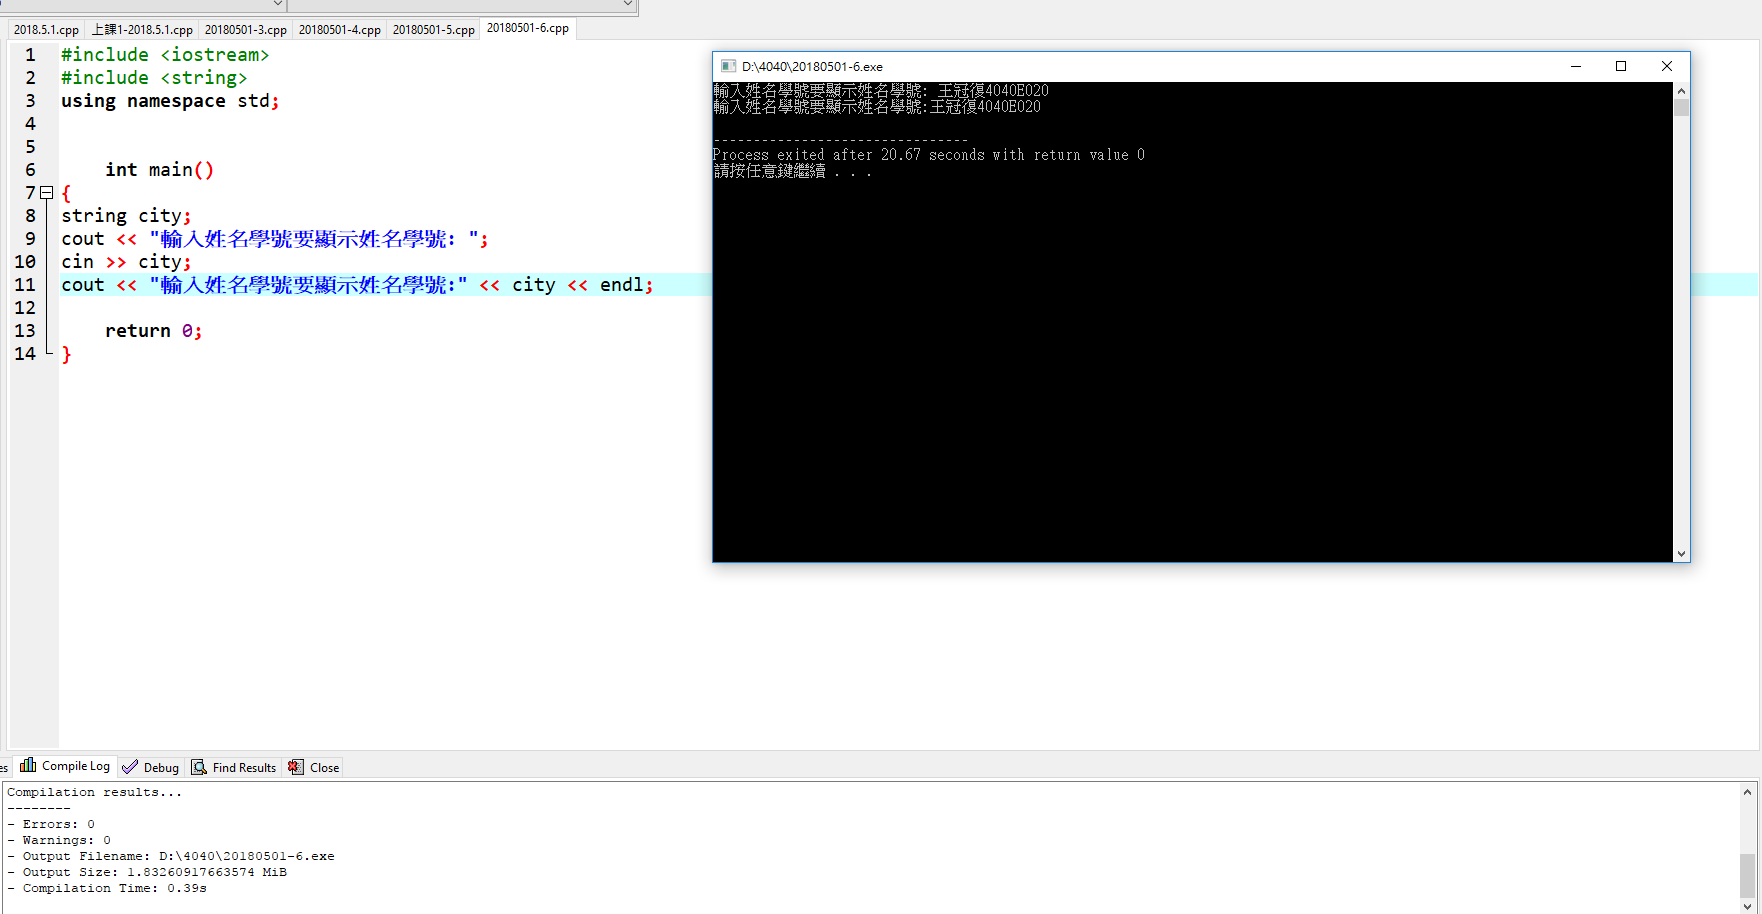 2018.5.1.cpp 上課1-2018.5.1.cpp 20180501-3.cpp 20180501-4.cpp 20180501-5.cpp 20180501-6.cpp
1 #include <iostream>
2 #include <string>
3 using namespace std;
4
5
6 int main()
7 {
8 string city;
9 cout << "輸入姓名學號要顯示姓名學號: ";
10 cin >> city;
11 cout << "輸入姓名學號要顯示姓名學號:" << city << endl;
12
13 return 0;
14 }
D:\4040\20180501-6.exe
輸入姓名學號要顯示姓名學號: 王冠復4040E020
輸入姓名學號要顯示姓名學號:王冠復4040E020
--------------------------------
Process exited after 20.67 seconds with return value 0
請按任意鍵繼續 . . .
es Compile Log Debug Find Results Close
Compilation results...
--------
- Errors: 0
- Warnings: 0
- Output Filename: D:\4040\20180501-6.exe
- Output Size: 1.83260917663574 MiB
- Compilation Time: 0.39s